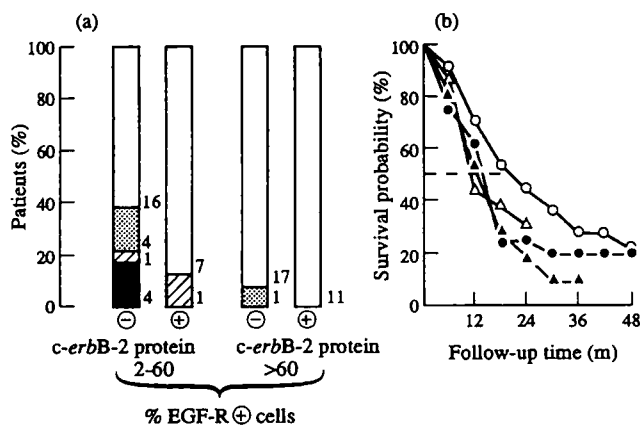 (a)
100
80
60
40
20
0
Patients (%)
16
4
1
4
7
1
17
1
11
⊖ ⊕ ⊖ ⊕
c-erbB-2 protein c-erbB-2 protein
2-60 >60
% EGF-R ⊕ cells
(b)
100
80
60
40
20
0
Survival probability (%)
12 24 36 48
Follow-up time (m)